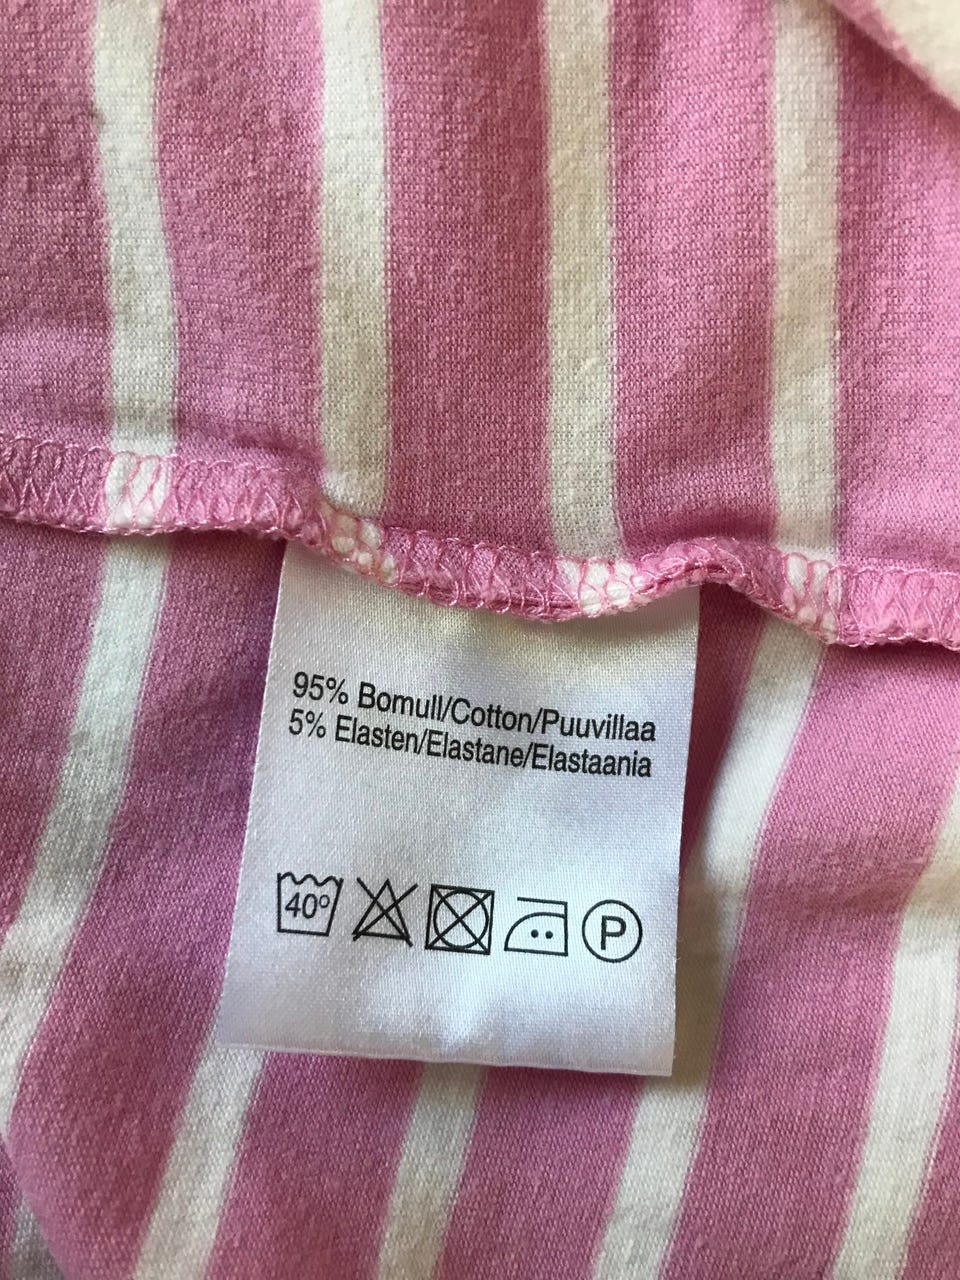 95% Bomull/Cotton/Puuvillaa
5% Elasten/Elastane/Elastaania
40° P